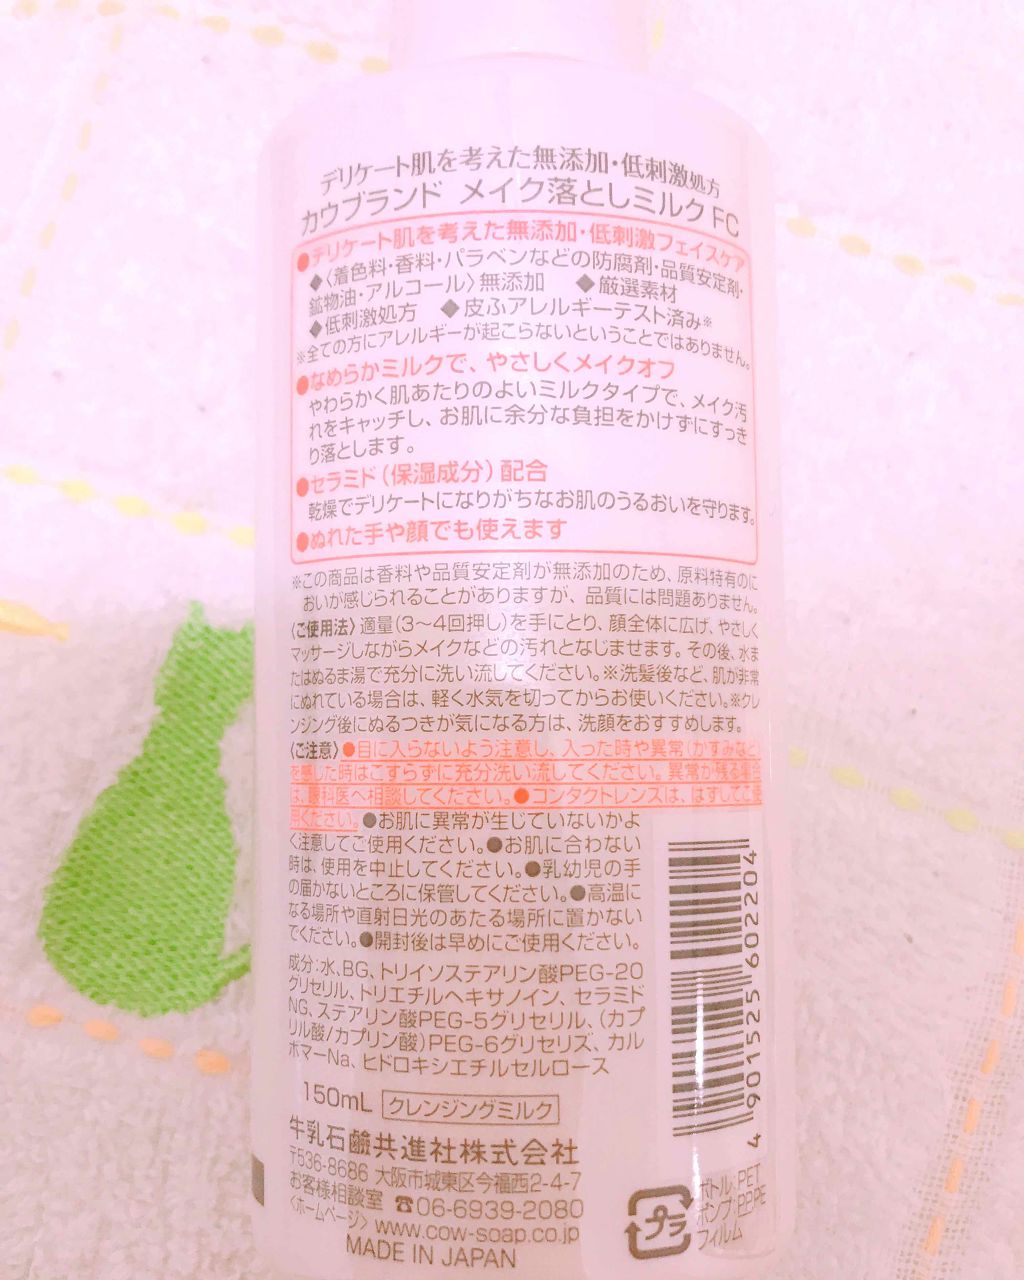 デリケート肌を考えた無添加・低刺激処方
カウブランド メイク落としミルクFC
●デリケート肌を考えた無添加・低刺激フェイスケア
◆〈着色料・香料・パラベンなどの防腐剤・品質安定剤・
鉱物油・アルコール〉無添加 ◆厳選素材
◆低刺激処方 ◆皮ふアレルギーテスト済み※
※全ての方にアレルギーが起こらないということではありません。
●なめらかミルクで、やさしくメイクオフ
やわらかく肌あたりのよいミルクタイプで、メイク汚
れをキャッチし、お肌に余分な負担をかけずにすっき
り落とします。
●セラミド（保湿成分）配合
乾燥でデリケートになりがちなお肌のうるおいを守ります。
●ぬれた手や顔でも使えます
※この商品は香料や品質安定剤が無添加のため、原料特有のに
おいが感じられることがありますが、品質には問題ありません。
〈ご使用法〉適量(3〜4回押し)を手にとり、顔全体に広げ、やさしく
マッサージしながらメイクなどの汚れとなじませます。その後、水ま
たはぬるま湯で充分に洗い流してください。※洗髪後など、肌が非常
にぬれている場合は、軽く水気を切ってからお使いください。※クレ
ンジング後にぬるつきが気になる方は、洗顔をおすすめします。
〈ご注意〉●目に入らないよう注意し、入った時や異常(かすみなど)
を感じた時はこすらずに充分洗い流してください。異常が残る場合
は、眼科医へ相談してください。●コンタクトレンズは、はずしてご使
用ください。●お肌に異常が生じていないかよ
く注意してご使用ください。●お肌に合わない
時は、使用を中止してください。●乳幼児の手
の届かないところに保管してください。●高温に
なる場所や直射日光のあたる場所に置かない
でください。●開封後は早めにご使用ください。
成分：水、BG、トリイソステアリン酸PEG-20
グリセリル、トリエチルヘキサノイン、セラミド
NG、ステアリン酸PEG-5グリセリル、(カプ
リル酸/カプリン酸)PEG-6グリセリズ、カル
ボマーNa、ヒドロキシエチルセルロース
150mL クレンジングミルク
牛乳石鹼共進社株式会社
〒536-8686 大阪市城東区今福西2-4-7
お客様相談室 ☎06-6939-2080
〈ホームページ〉www.cow-soap.co.jp
MADE IN JAPAN
4 901525 602204
プラ
ボトル:PET
ポンプ:P.P,PE
フィルム